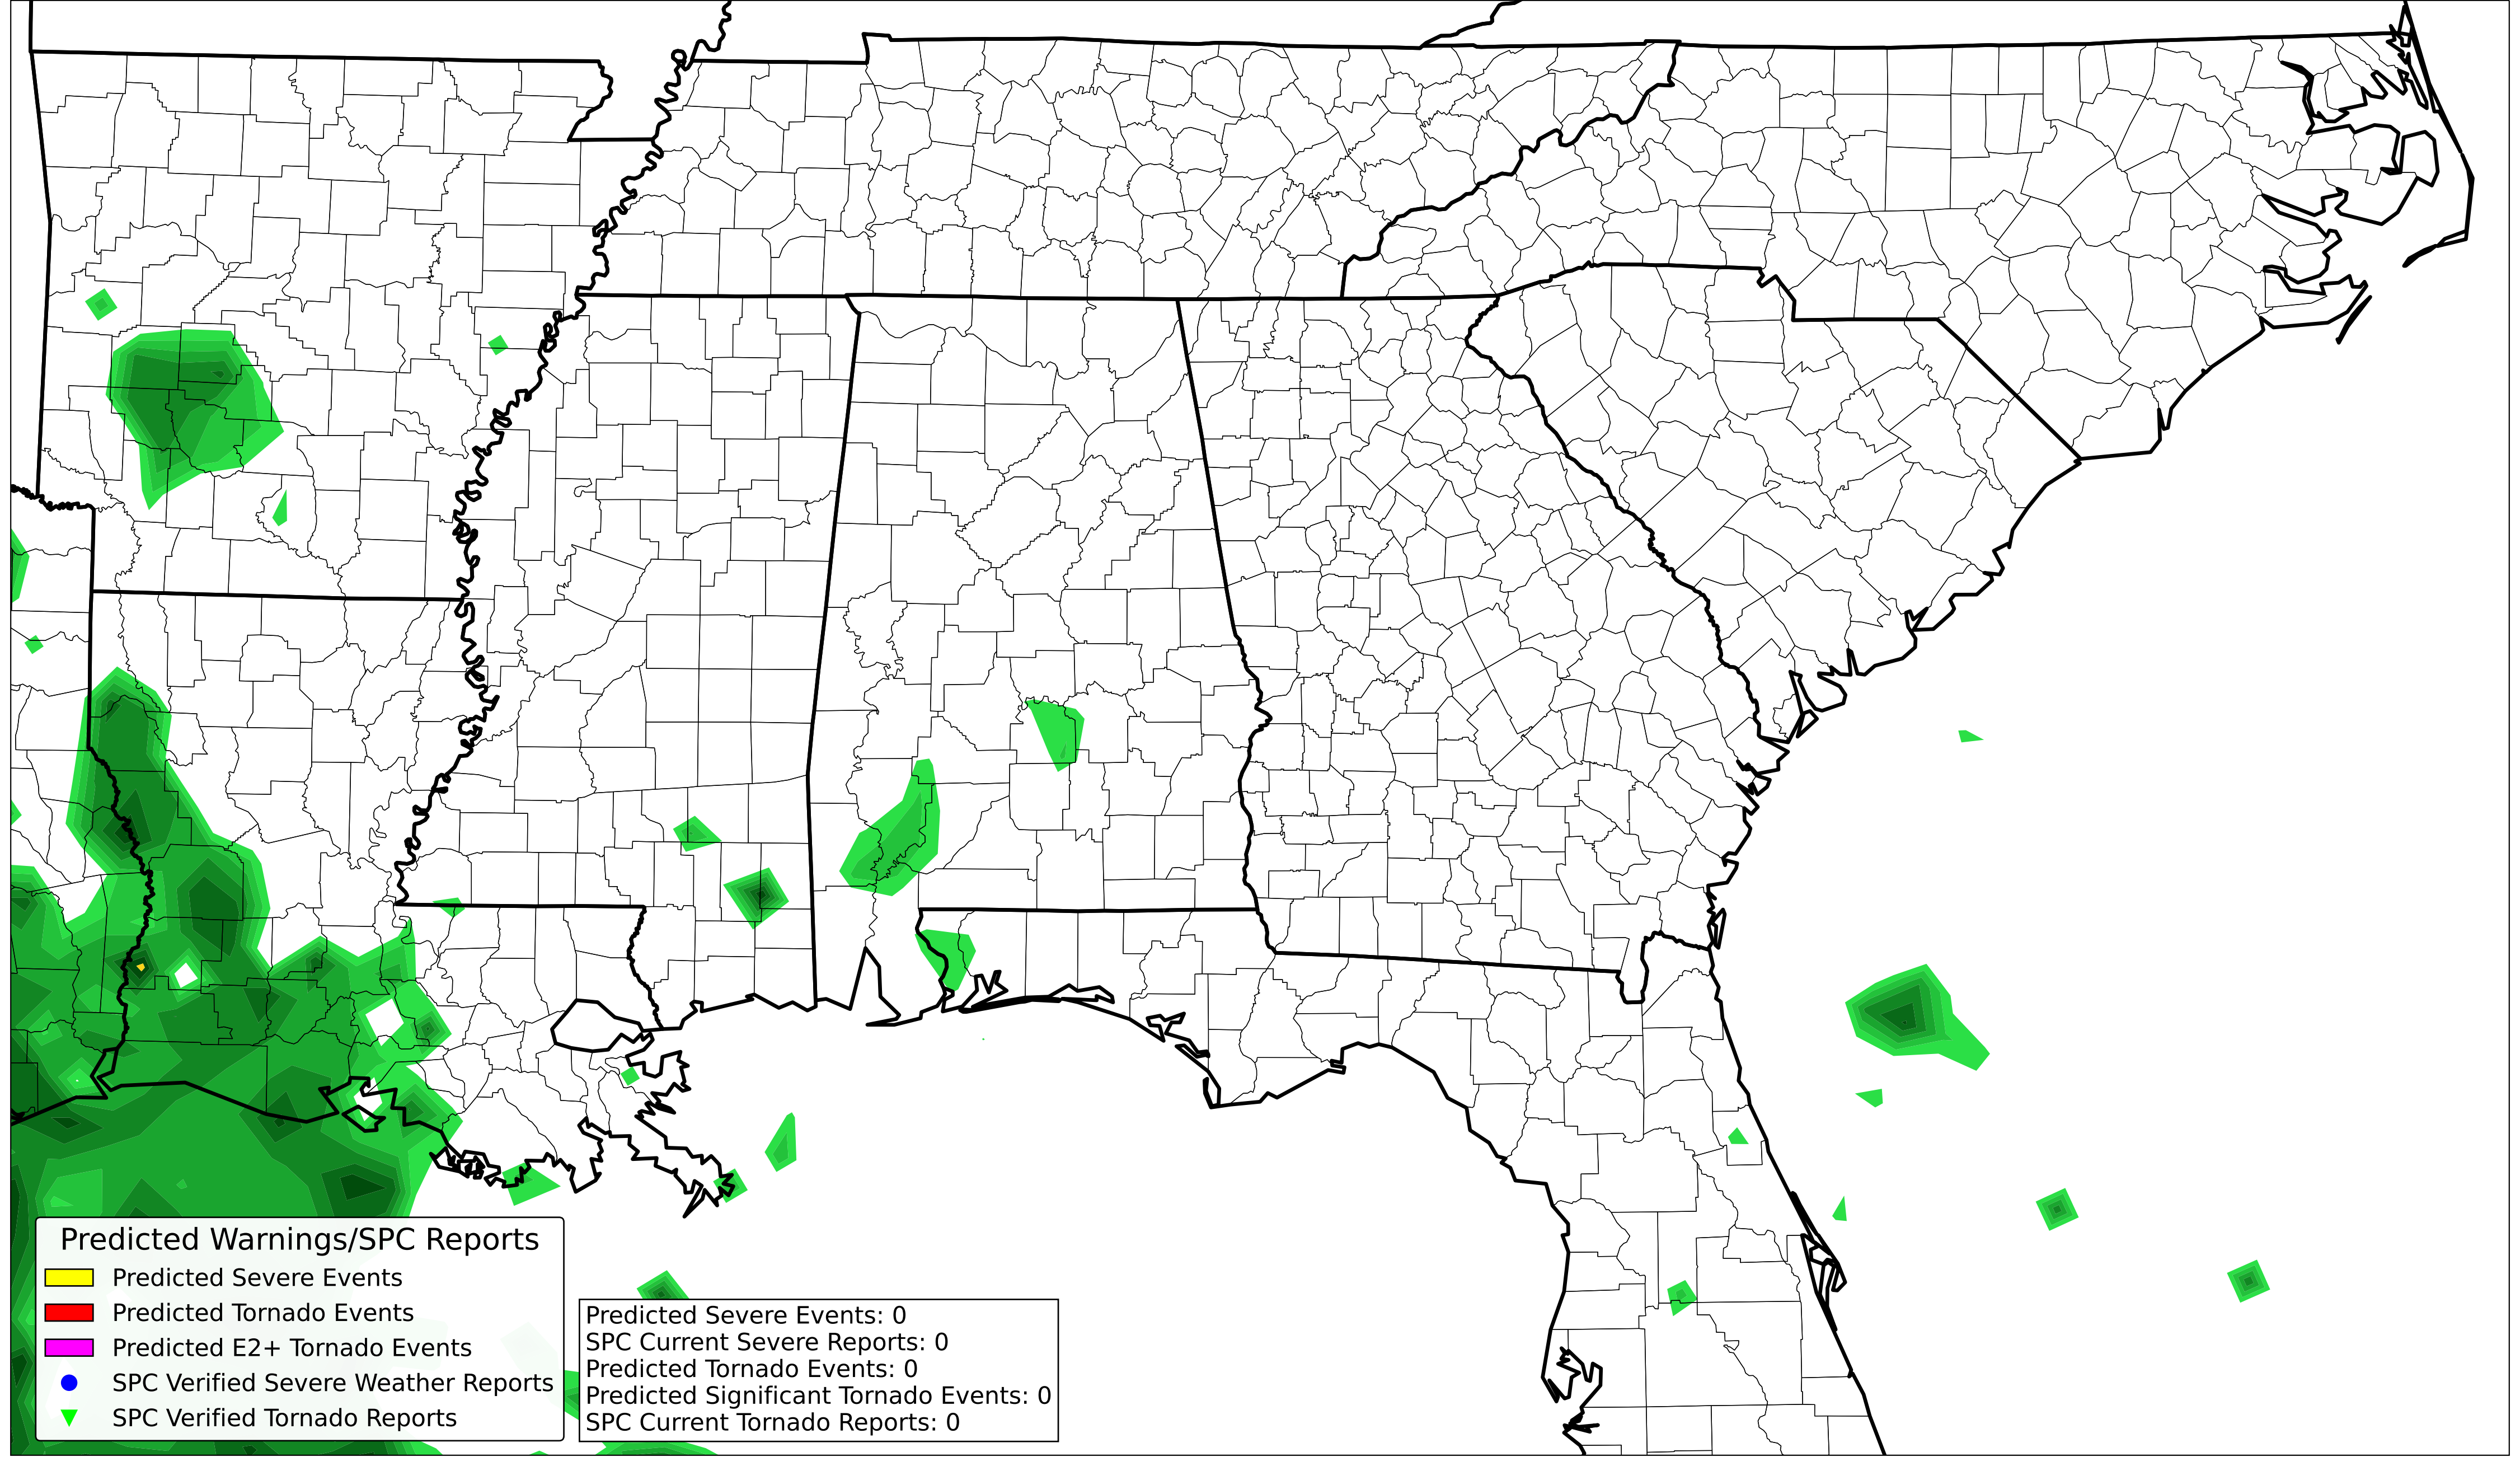 Predicted Warnings/SPC Reports
Predicted Severe Events
Predicted Tornado Events
Predicted E2+ Tornado Events
SPC Verified Severe Weather Reports
SPC Verified Tornado Reports
Predicted Severe Events: 0
SPC Current Severe Reports: 0
Predicted Tornado Events: 0
Predicted Significant Tornado Events: 0
SPC Current Tornado Reports: 0